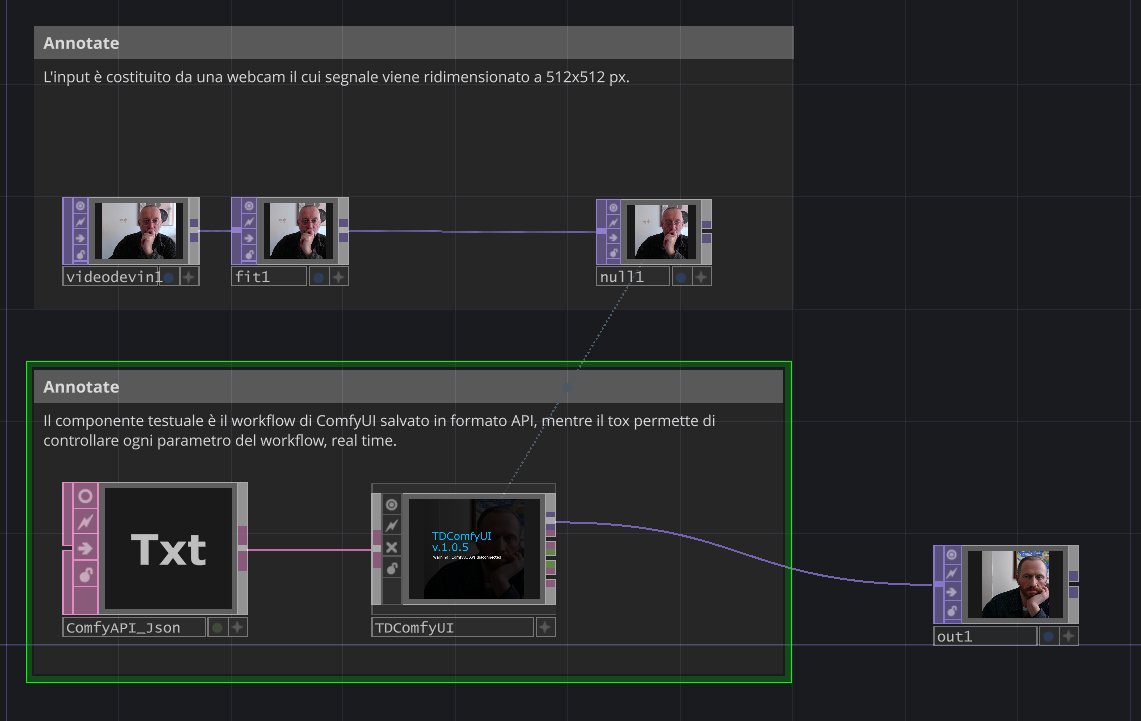 Annotate
L'input è costituito da una webcam il cui segnale viene ridimensionato a 512x512 px.
videodevin1
fit1
null1
Annotate
Il componente testuale è il workflow di ComfyUI salvato in formato API, mentre il tox permette di
controllare ogni parametro del workflow, real time.
Txt
TDComfyUI
v.1.0.5
ComfyAPI_Json
TDComfyUI
out1